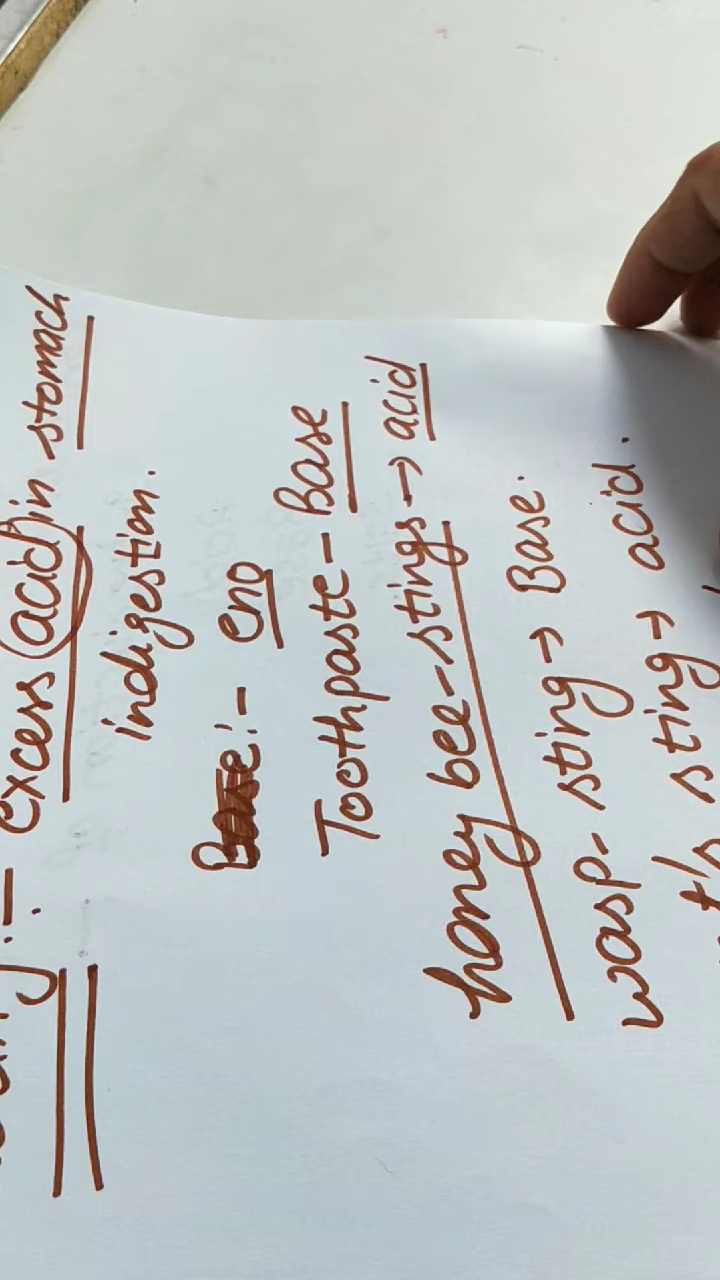 :- excess acid in stomach
indigestion.
Base:- eno
Toothpaste - Base
honey bee - stings → acid
wasp - sting → Base.
sting → acid.